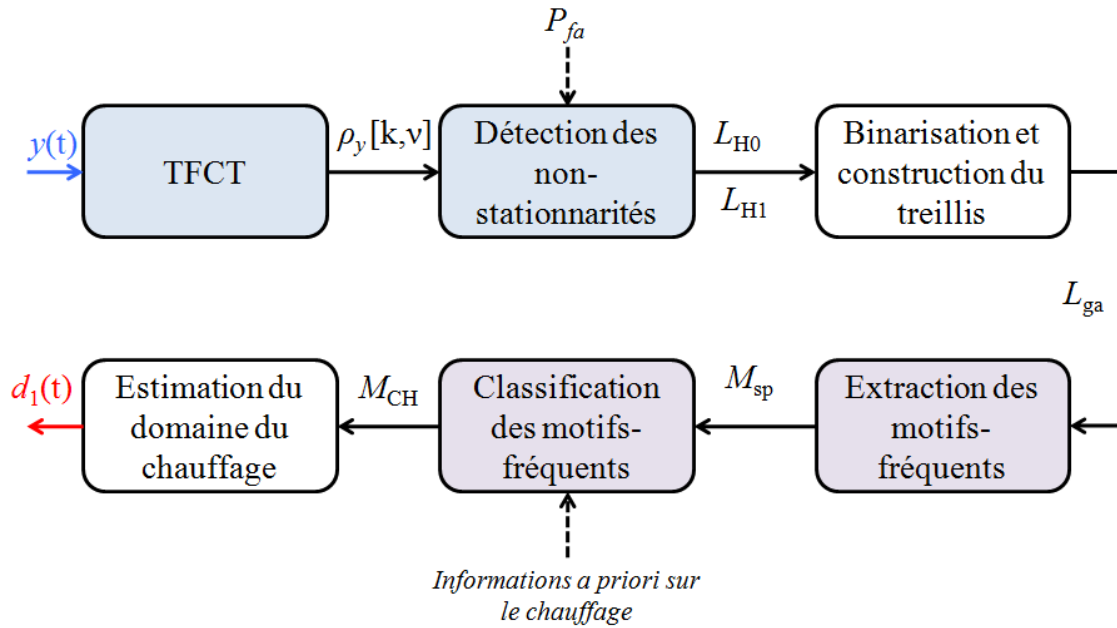 P_fa
y(t)
TFCT
ρ_y[k,ν]
Détection des
non-
stationnarités
L_H0
L_H1
Binarisation et
construction du
treillis
L_ga
d_1(t)
Estimation du
domaine du
chauffage
M_CH
Classification
des motifs-
fréquents
M_sp
Extraction des
motifs-
fréquents
Informations a priori sur
le chauffage